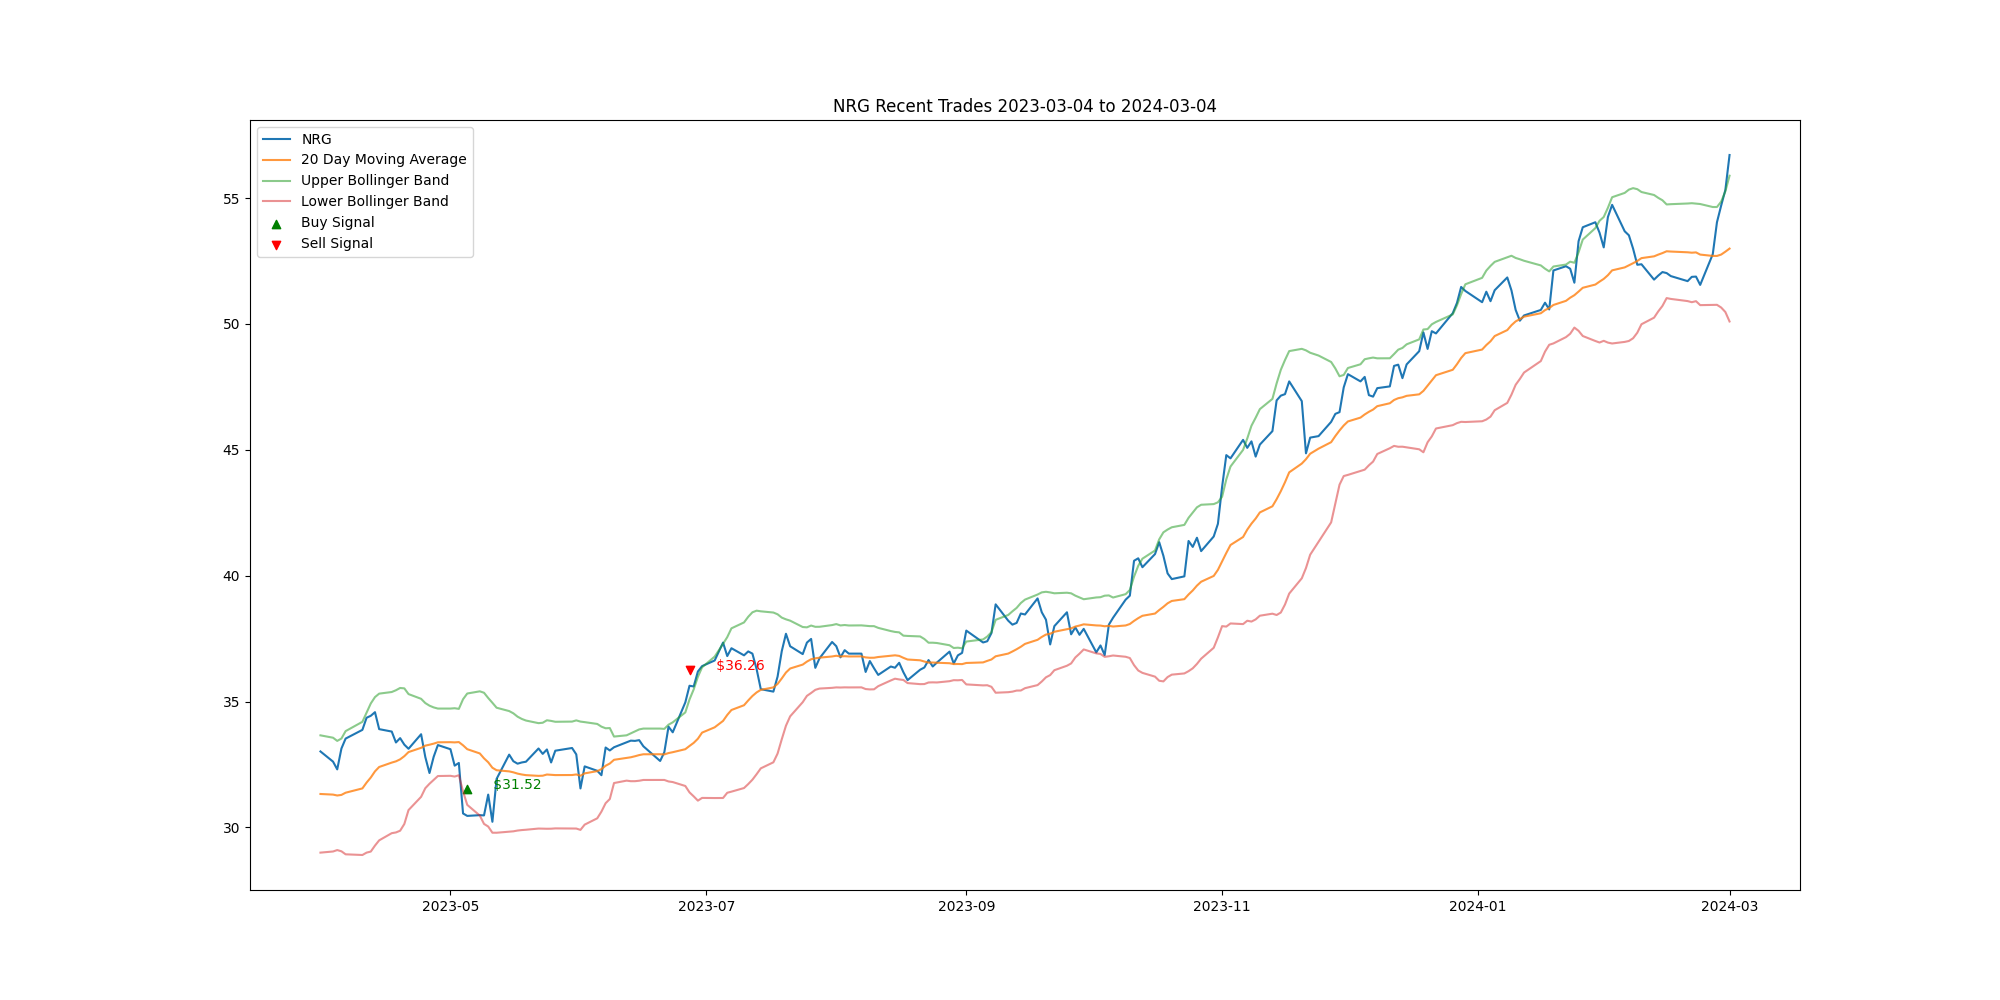 NRG Recent Trades 2023-03-04 to 2024-03-04
NRG
20 Day Moving Average
Upper Bollinger Band
Lower Bollinger Band
Buy Signal
Sell Signal
55
50
45
40
35
30
$36.26
$31.52
2023-05
2023-07
2023-09
2023-11
2024-01
2024-03